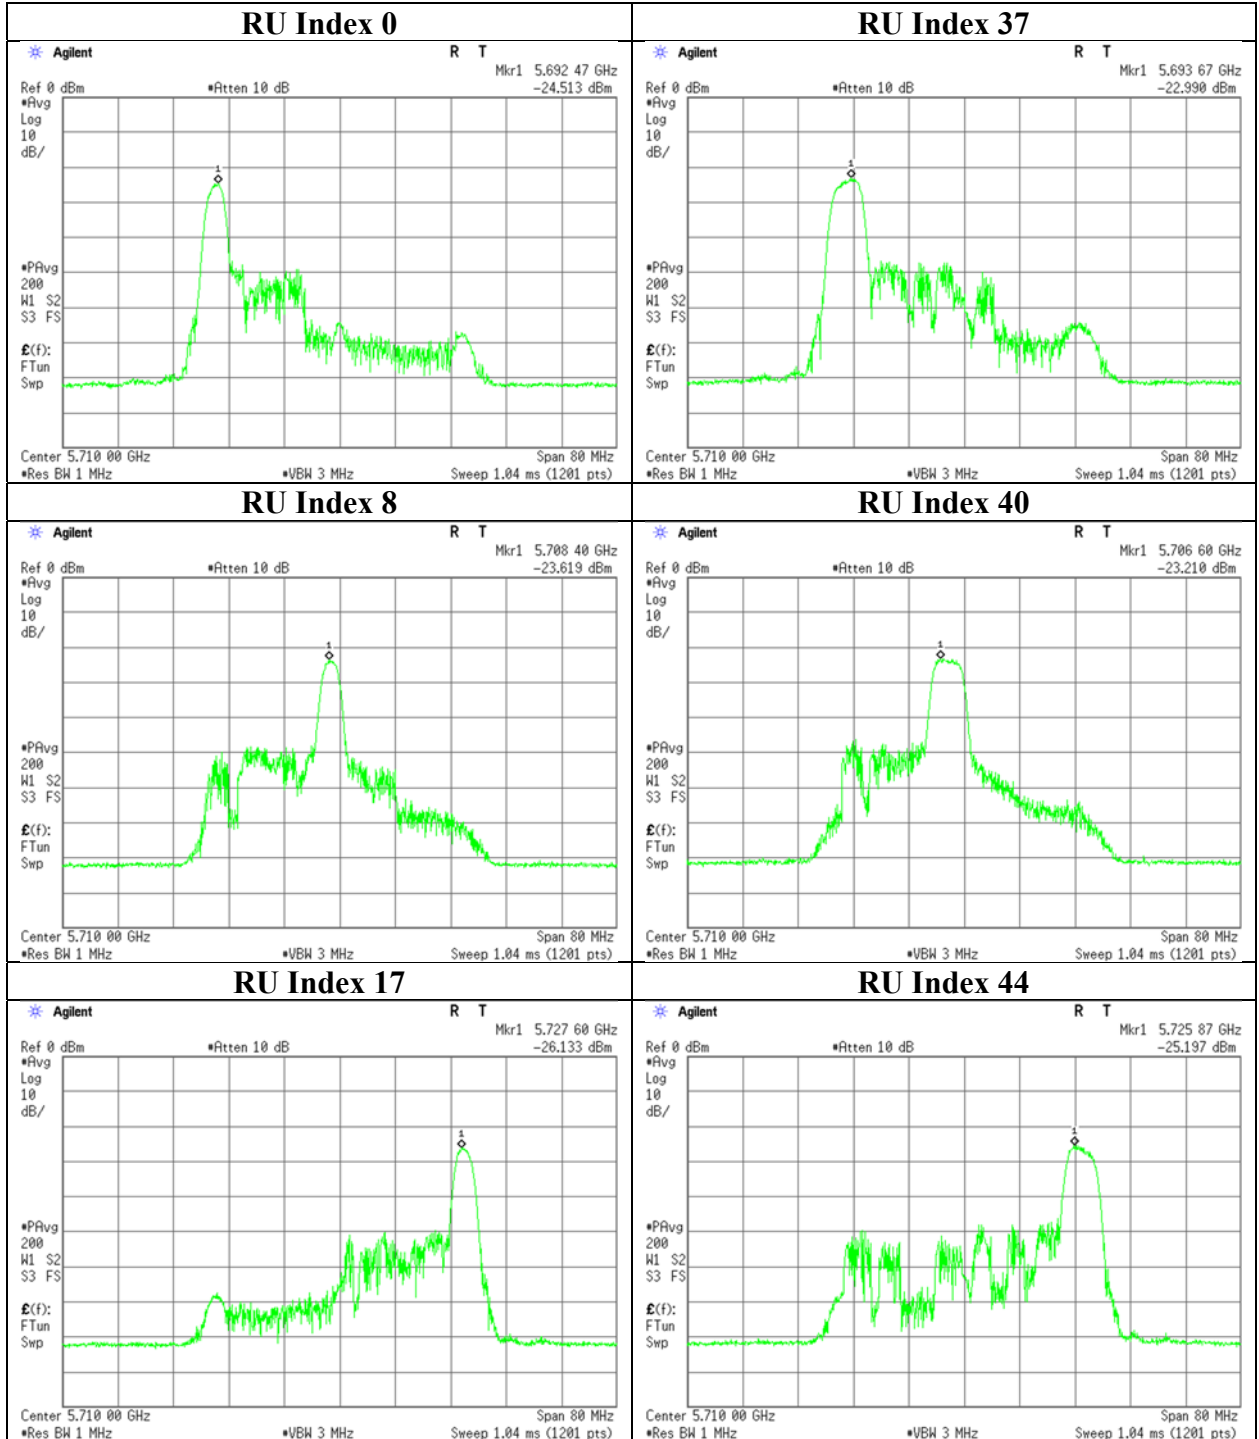 RU Index 0
Agilent R T
Mkr1 5.692 47 GHz
Ref 0 dBm #Atten 10 dB -24.513 dBm
#Avg
Log
10
dB/
1
#PAvg
200
W1 S2
S3 FS
£(f):
FTun
Swp
Center 5.710 00 GHz Span 80 MHz
#Res BW 1 MHz #VBW 3 MHz Sweep 1.04 ms (1201 pts)
RU Index 37
Agilent R T
Mkr1 5.693 67 GHz
Ref 0 dBm #Atten 10 dB -22.990 dBm
#Avg
Log
10
dB/
1
#PAvg
200
W1 S2
S3 FS
£(f):
FTun
Swp
Center 5.710 00 GHz Span 80 MHz
#Res BW 1 MHz #VBW 3 MHz Sweep 1.04 ms (1201 pts)
RU Index 8
Agilent R T
Mkr1 5.708 40 GHz
Ref 0 dBm #Atten 10 dB -23.619 dBm
#Avg
Log
10
dB/
1
#PAvg
200
W1 S2
S3 FS
£(f):
FTun
Swp
Center 5.710 00 GHz Span 80 MHz
#Res BW 1 MHz #VBW 3 MHz Sweep 1.04 ms (1201 pts)
RU Index 40
Agilent R T
Mkr1 5.706 60 GHz
Ref 0 dBm #Atten 10 dB -23.210 dBm
#Avg
Log
10
dB/
1
#PAvg
200
W1 S2
S3 FS
£(f):
FTun
Swp
Center 5.710 00 GHz Span 80 MHz
#Res BW 1 MHz #VBW 3 MHz Sweep 1.04 ms (1201 pts)
RU Index 17
Agilent R T
Mkr1 5.727 60 GHz
Ref 0 dBm #Atten 10 dB -26.133 dBm
#Avg
Log
10
dB/
1
#PAvg
200
W1 S2
S3 FS
£(f):
FTun
Swp
Center 5.710 00 GHz Span 80 MHz
#Res BW 1 MHz #VBW 3 MHz Sweep 1.04 ms (1201 pts)
RU Index 44
Agilent R T
Mkr1 5.725 87 GHz
Ref 0 dBm #Atten 10 dB -25.197 dBm
#Avg
Log
10
dB/
1
#PAvg
200
W1 S2
S3 FS
£(f):
FTun
Swp
Center 5.710 00 GHz Span 80 MHz
#Res BW 1 MHz #VBW 3 MHz Sweep 1.04 ms (1201 pts)